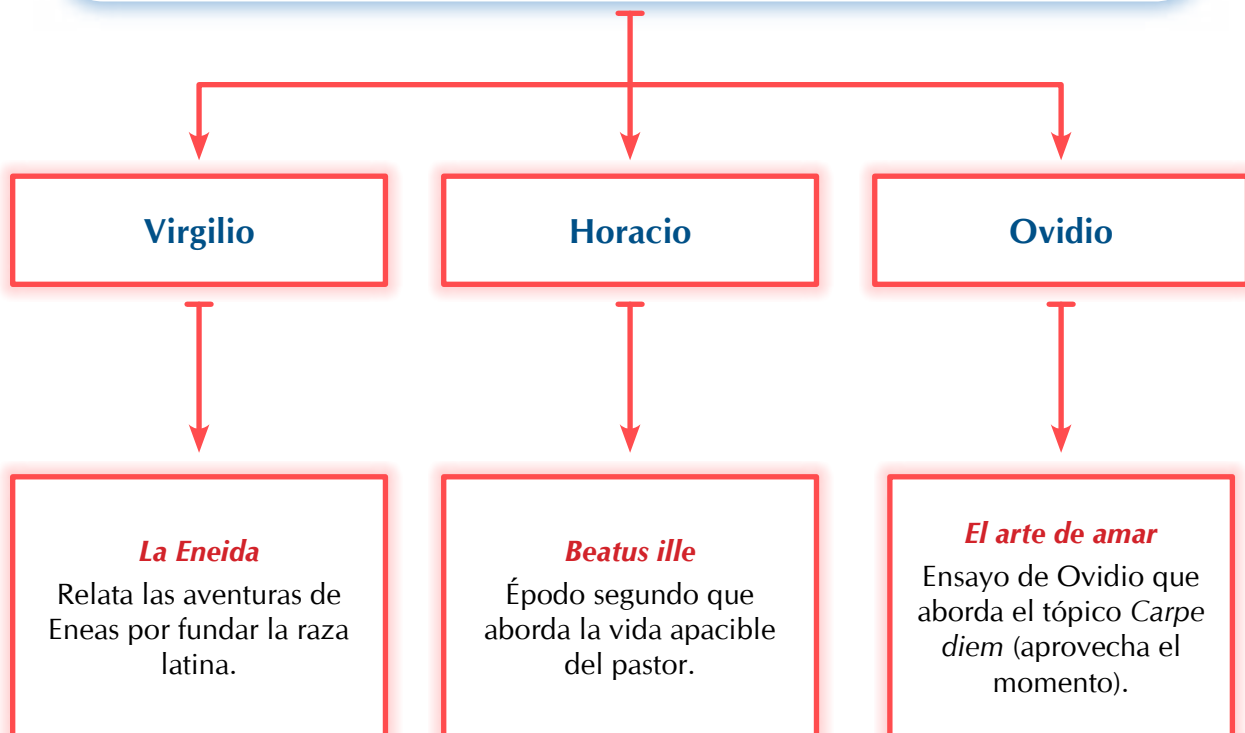 Virgilio
Horacio
Ovidio
La Eneida
Relata las aventuras de
Eneas por fundar la raza
latina.
Beatus ille
Épodo segundo que
aborda la vida apacible
del pastor.
El arte de amar
Ensayo de Ovidio que
aborda el tópico Carpe
diem (aprovecha el
momento).